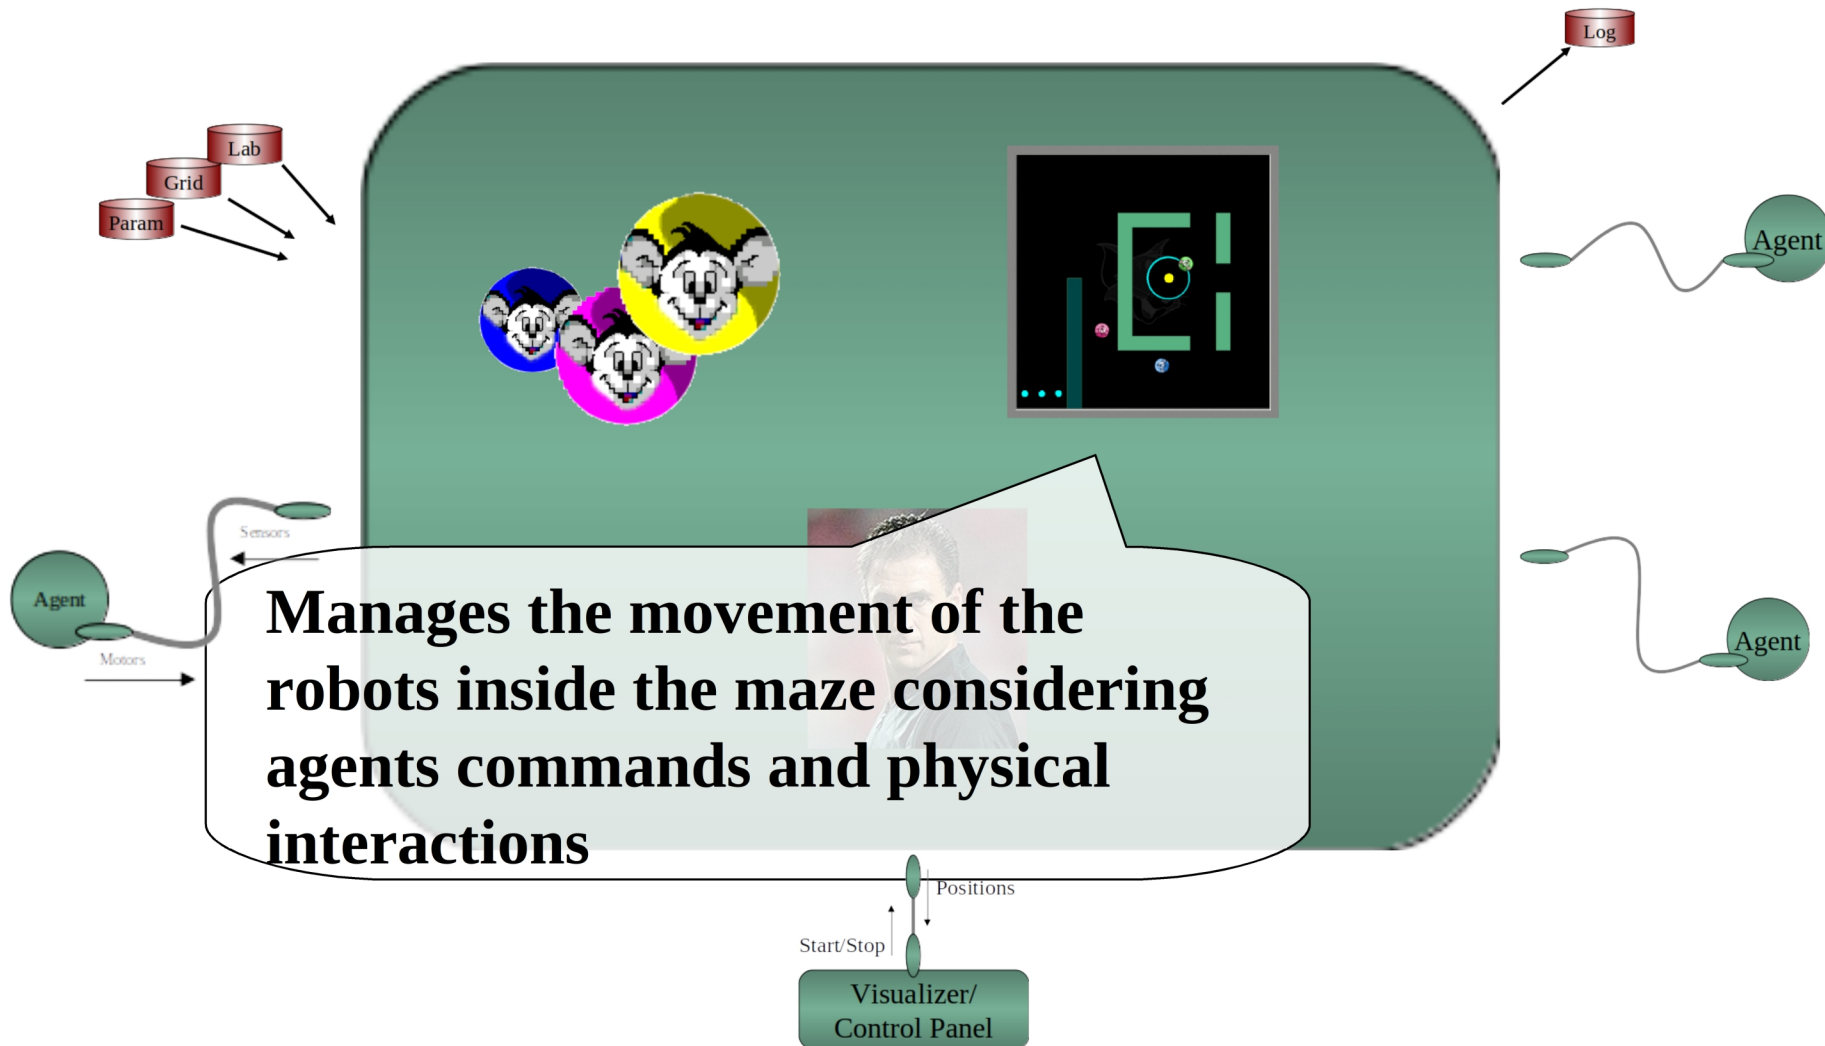 Log
Lab
Grid
Param
Agent
Sensors
Agent
Motors
Manages the movement of the
robots inside the maze considering
agents commands and physical
interactions
Agent
Positions
Start/Stop
Visualizer/
Control Panel